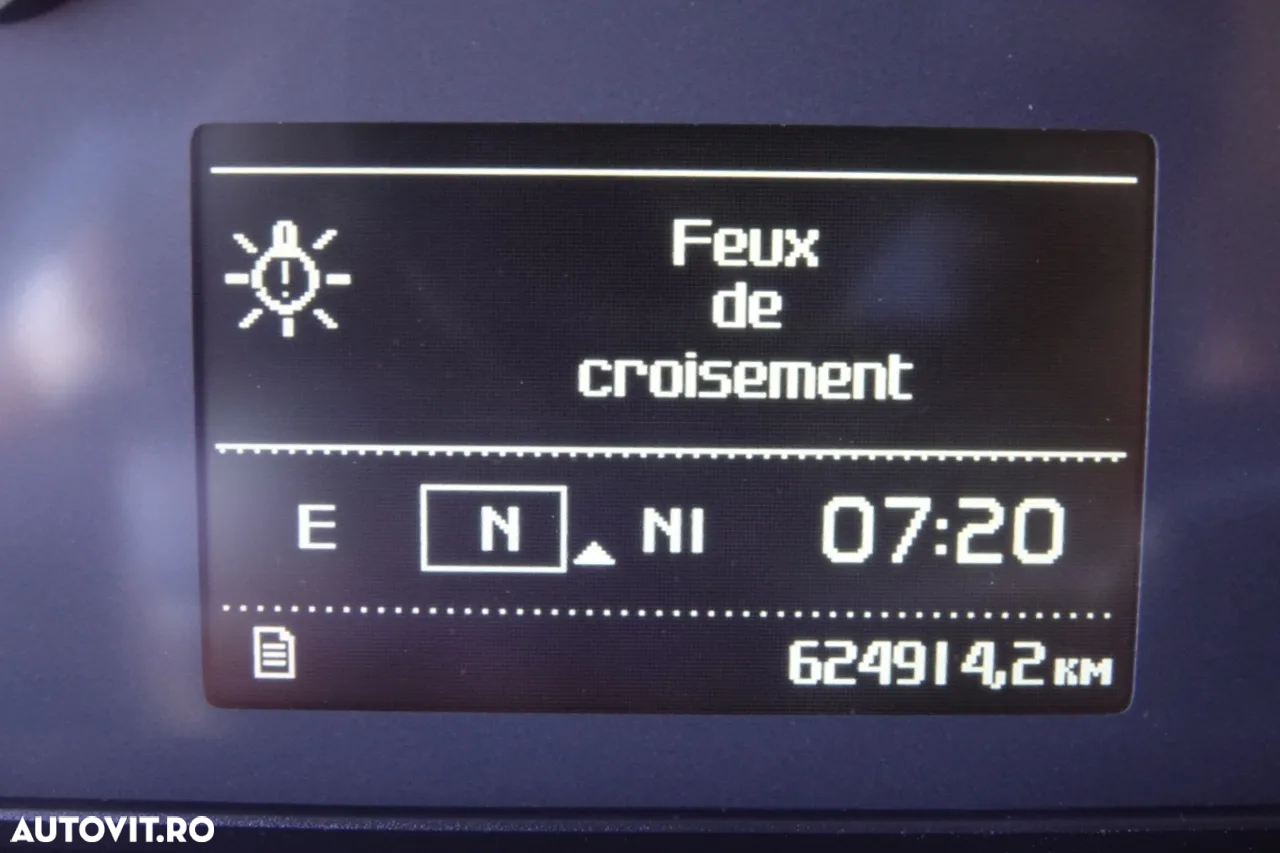 Feux
de
croisement
E N NI 07:20
624914,2 KM
AUTOVIT.RO